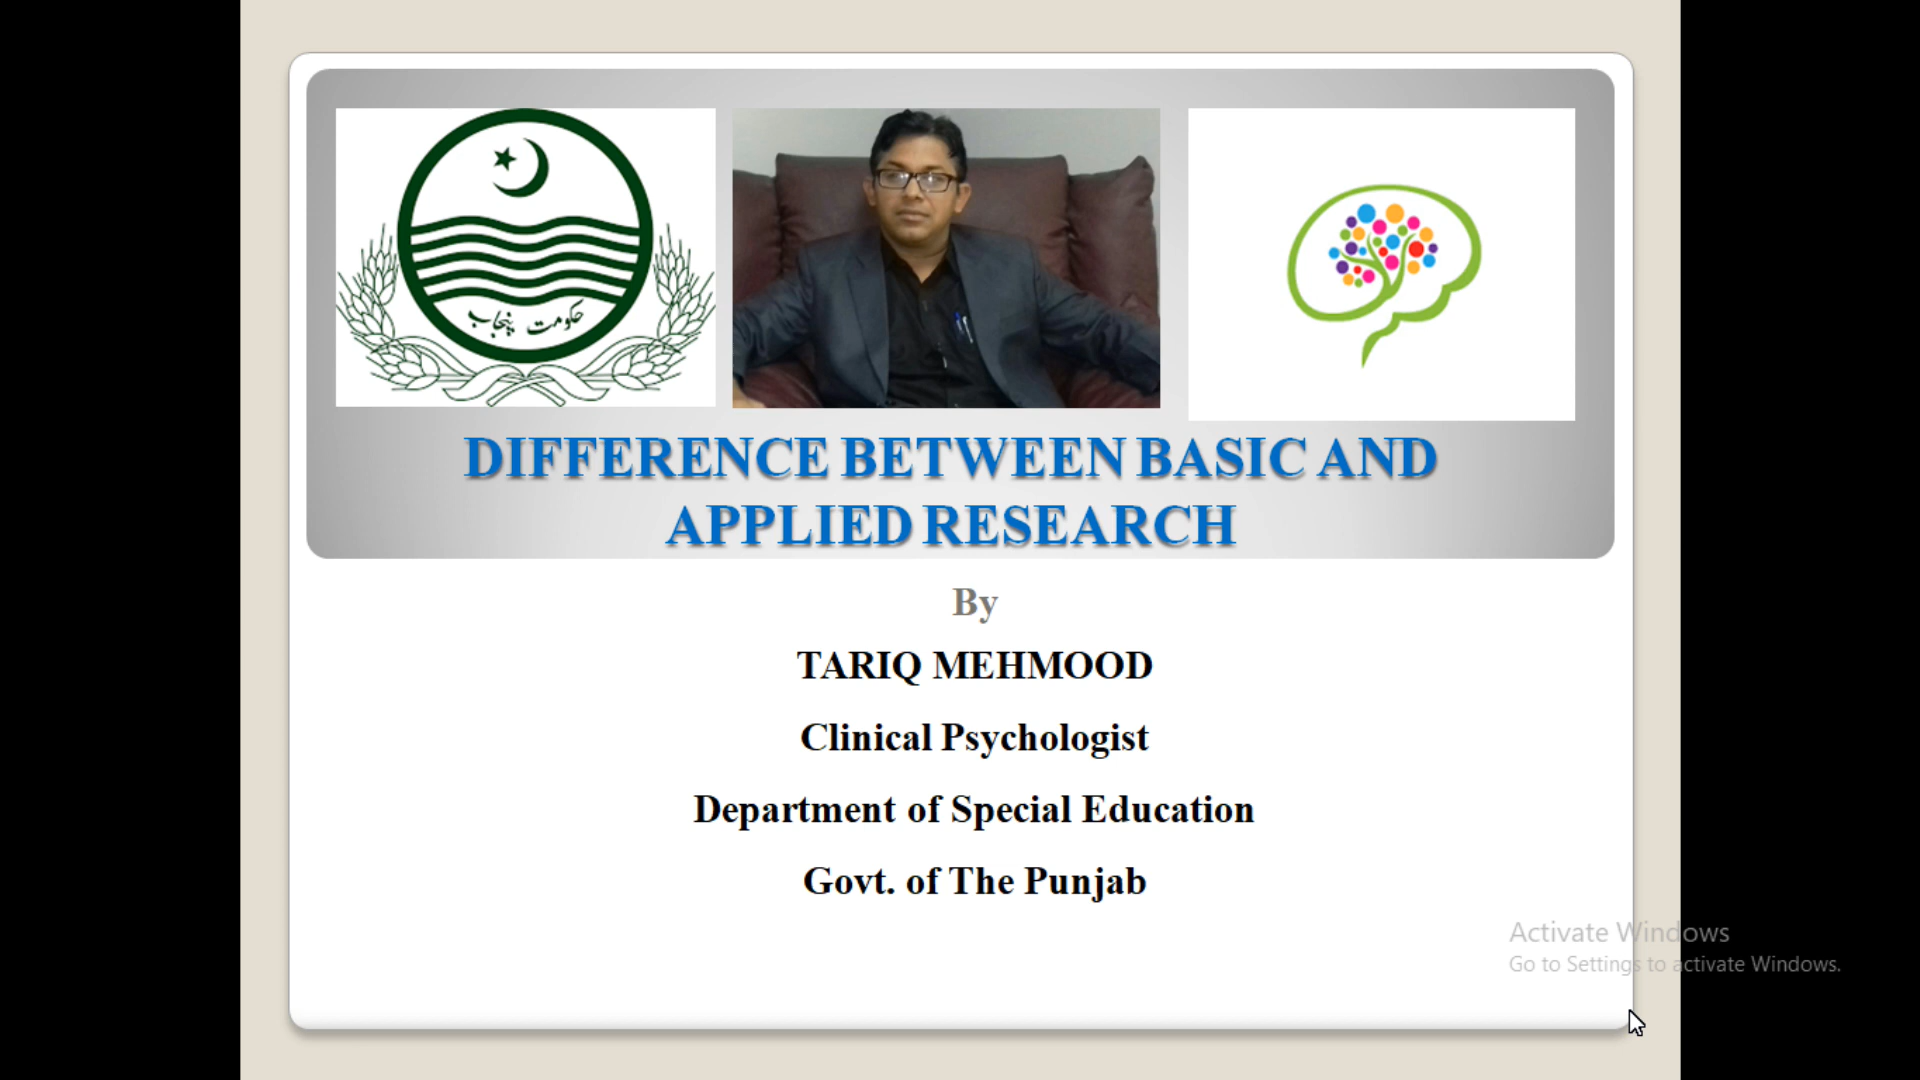 حکومت پنجاب
DIFFERENCE BETWEEN BASIC AND
APPLIED RESEARCH
By
TARIQ MEHMOOD
Clinical Psychologist
Department of Special Education
Govt. of The Punjab
Activate Windows
Go to Settings to activate Windows.